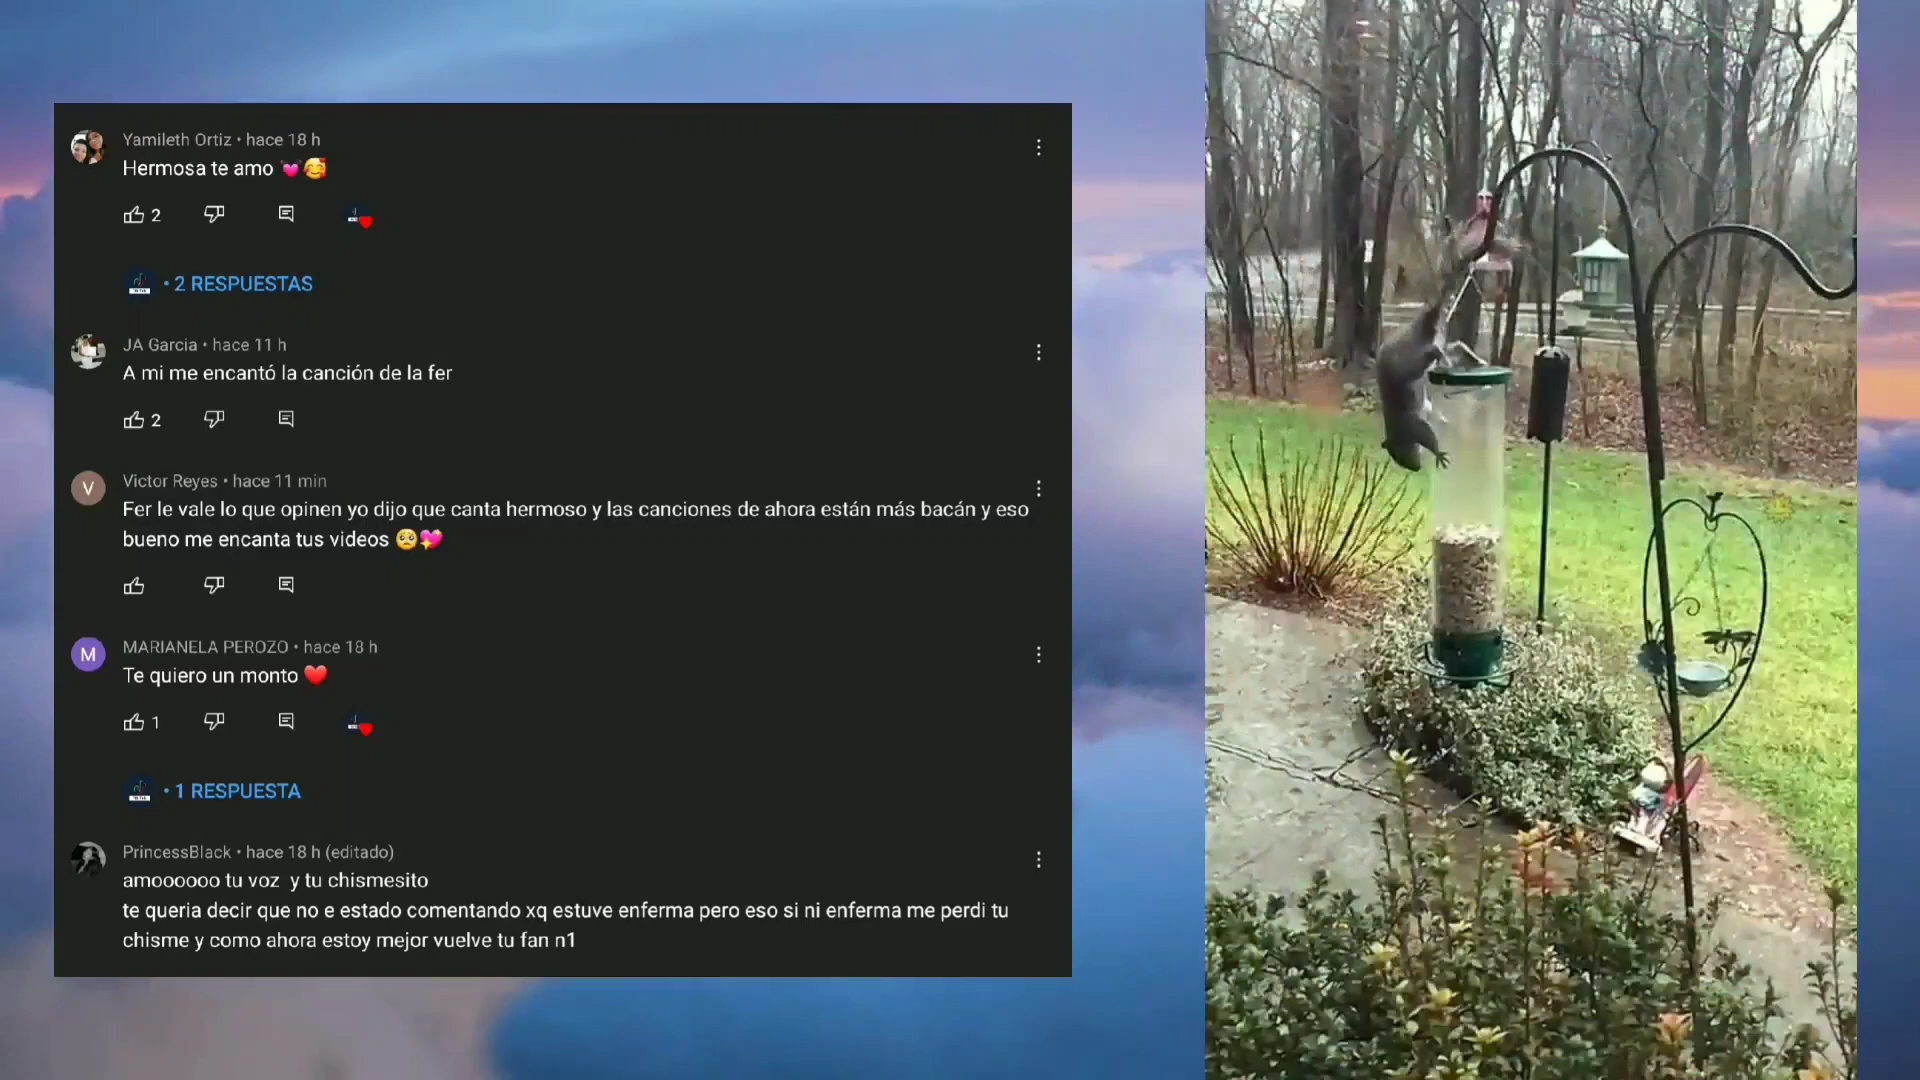 Yamileth Ortiz • hace 18 h
Hermosa te amo 💓🥰
2
• 2 RESPUESTAS
JA Garcia • hace 11 h
A mi me encantó la canción de la fer
2
V
Victor Reyes • hace 11 min
Fer le vale lo que opinen yo dijo que canta hermoso y las canciones de ahora están más bacán y eso
bueno me encanta tus videos 🥺💖
M
MARIANELA PEROZO • hace 18 h
Te quiero un monto ❤️
1
• 1 RESPUESTA
PrincessBlack • hace 18 h (editado)
amoooooo tu voz y tu chismesito
te queria decir que no e estado comentando xq estuve enferma pero eso si ni enferma me perdi tu
chisme y como ahora estoy mejor vuelve tu fan n1